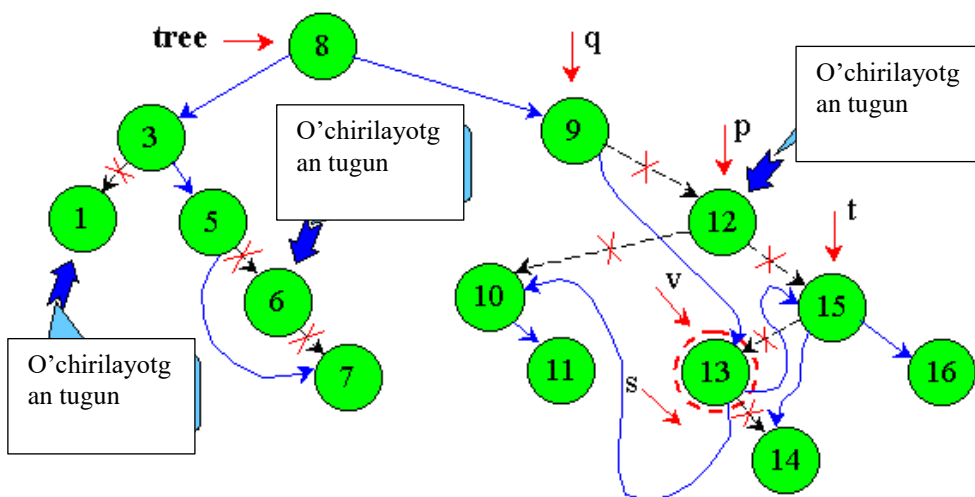 tree
8
q
O'chirilayotg
an tugun
p
O'chirilayotg
an tugun
3
9
1
5
12
t
6
10
v
15
O'chirilayotg
an tugun
7
11
s
13
16
14